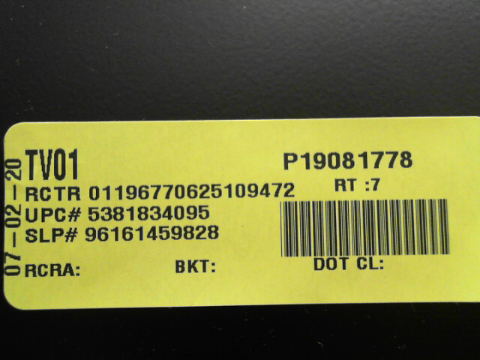 07-02-20
TV01
P19081778
RCTR 01196770625109472
RT :7
UPC# 5381834095
SLP# 96161459828
RCRA:
BKT:
DOT CL: